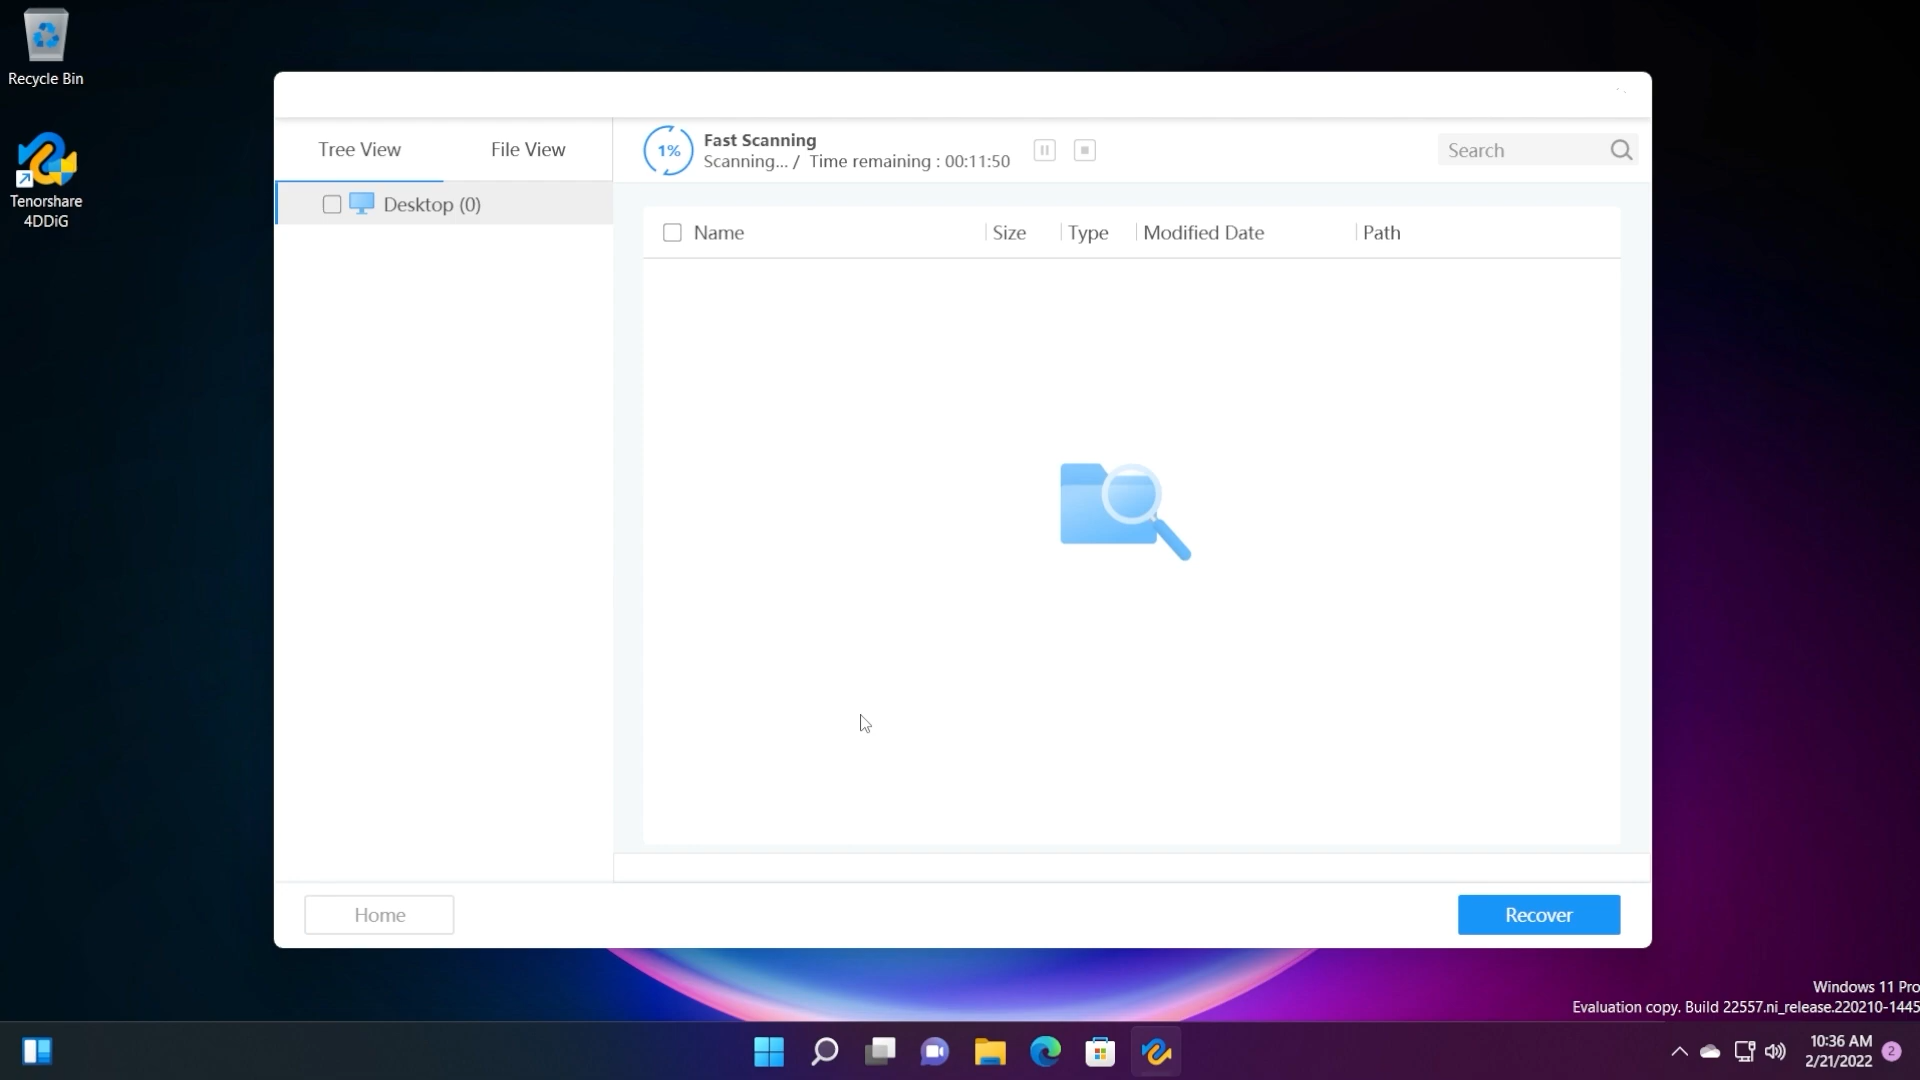 Recycle Bin
Tenorshare
4DDiG
Tree View
File View
1%
Fast Scanning
Scanning... / Time remaining : 00:11:50
Search
Desktop (0)
Name
Size
Type
Modified Date
Path
Home
Recover
Windows 11 Pro
Evaluation copy. Build 22557.ni_release.220210-1445
10:36 AM
2/21/2022
2